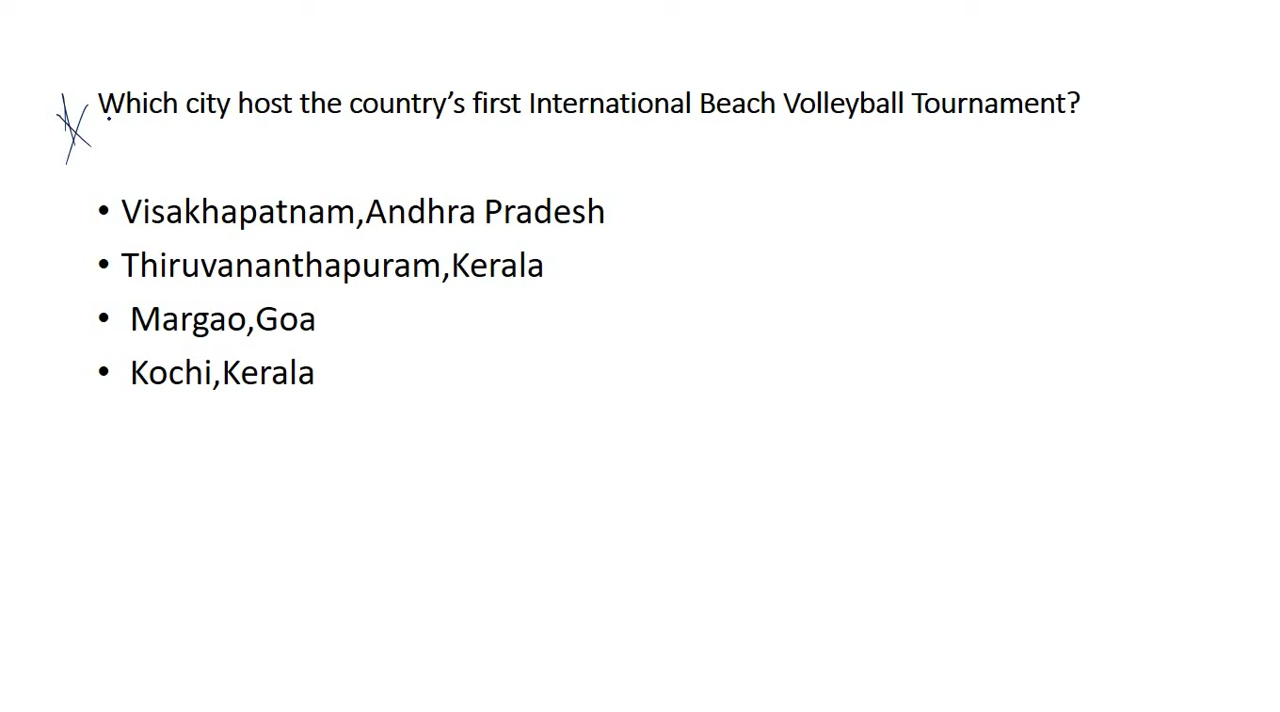 Which city host the country’s first International Beach Volleyball Tournament?
• Visakhapatnam,Andhra Pradesh
• Thiruvananthapuram,Kerala
• Margao,Goa
• Kochi,Kerala